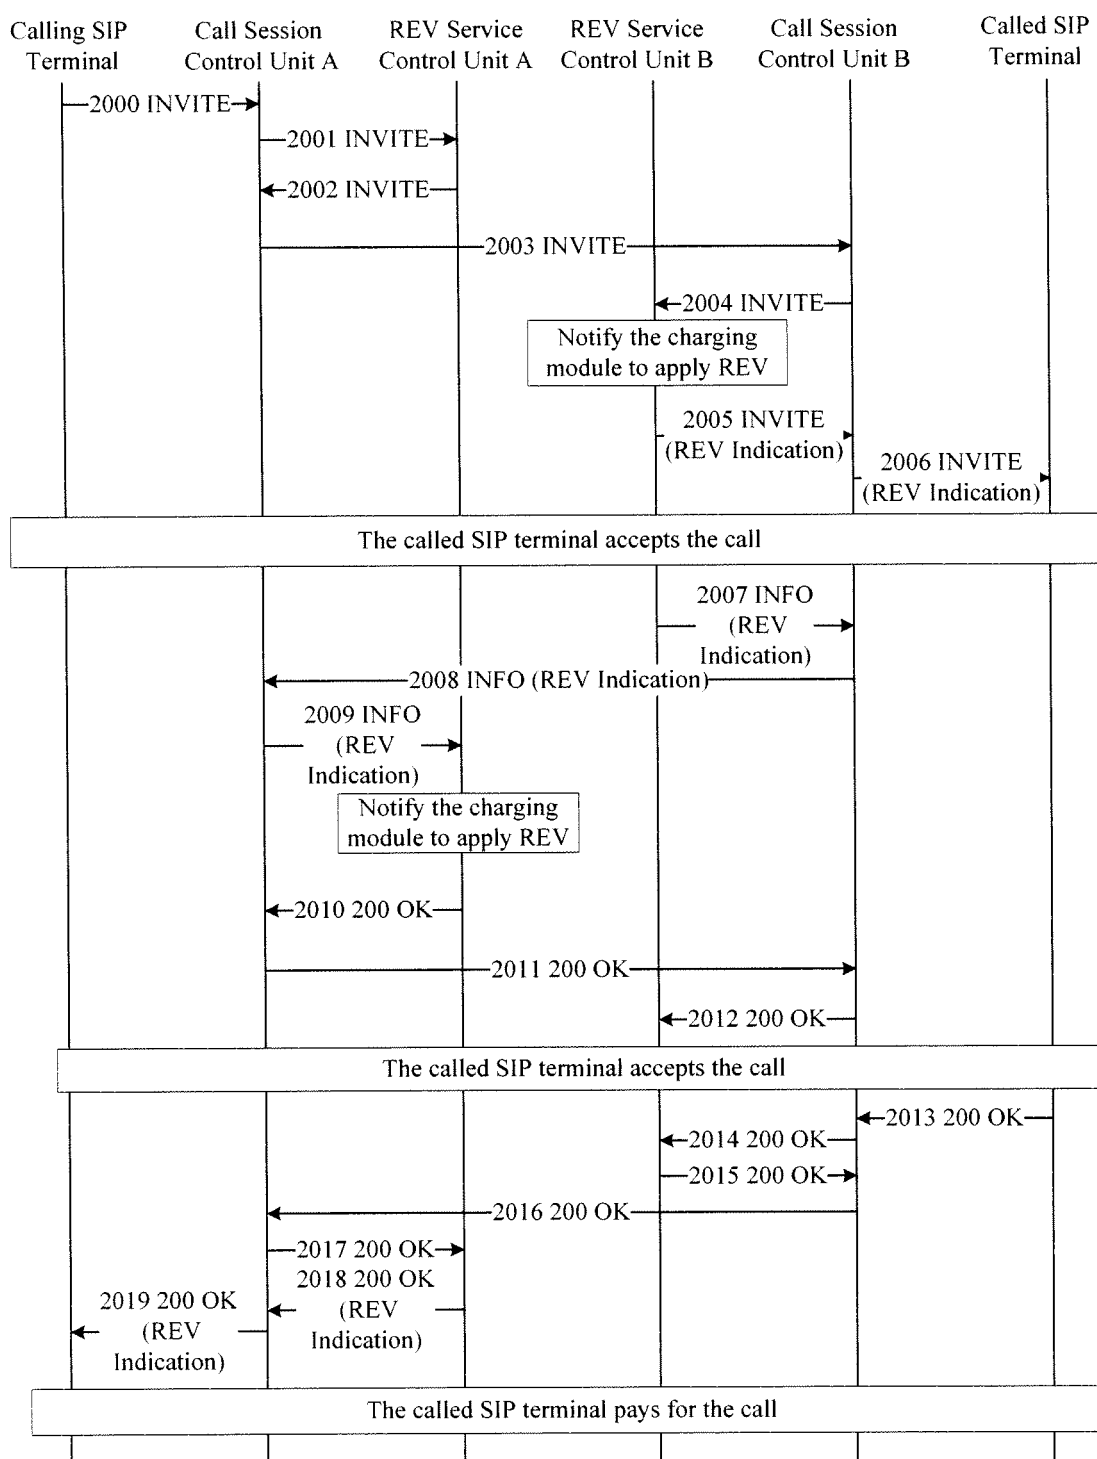 Calling SIP
Terminal
Call Session
Control Unit A
REV Service
Control Unit A
REV Service
Control Unit B
Call Session
Control Unit B
Called SIP
Terminal
2000 INVITE
2001 INVITE
2002 INVITE
2003 INVITE
2004 INVITE
Notify the charging
module to apply REV
2005 INVITE
(REV Indication)
2006 INVITE
(REV Indication)
The called SIP terminal accepts the call
2007 INFO
(REV
Indication)
2008 INFO (REV Indication)
2009 INFO
(REV
Indication)
Notify the charging
module to apply REV
2010 200 OK
2011 200 OK
2012 200 OK
The called SIP terminal accepts the call
2013 200 OK
2014 200 OK
2015 200 OK
2016 200 OK
2017 200 OK
2018 200 OK
(REV
Indication)
2019 200 OK
(REV
Indication)
The called SIP terminal pays for the call